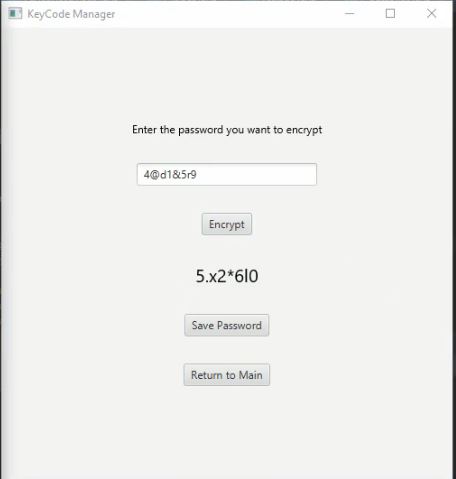 KeyCode Manager
Enter the password you want to encrypt
4@d1&5r9
Encrypt
5.x2*6l0
Save Password
Return to Main